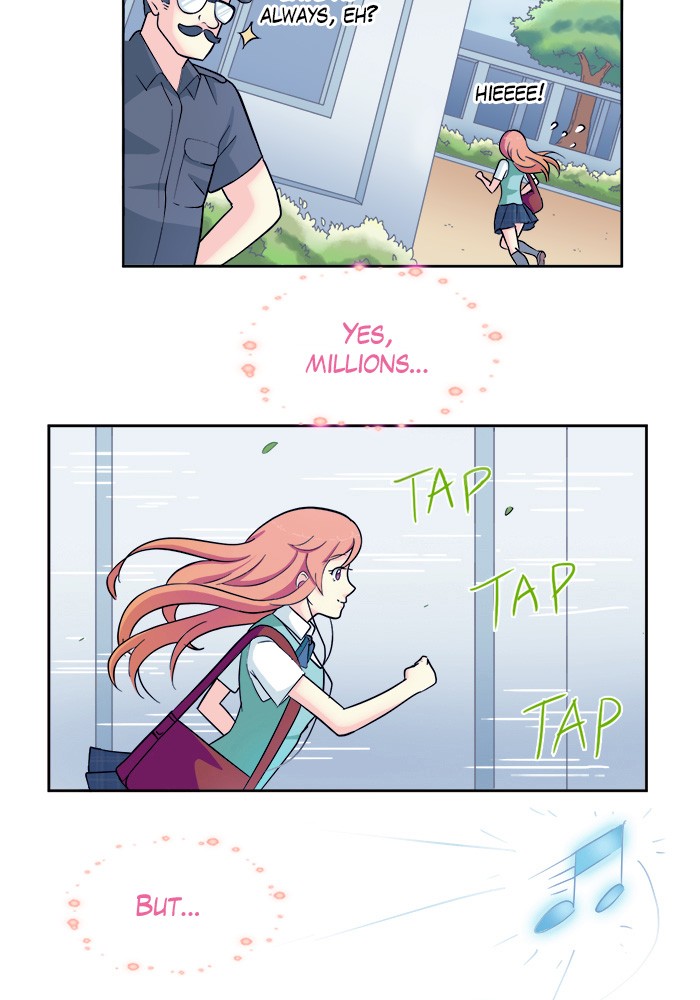 ALWAYS, EH?
HIEEEE!
YES,
MILLIONS...
TAP
TAP
TAP
BUT...